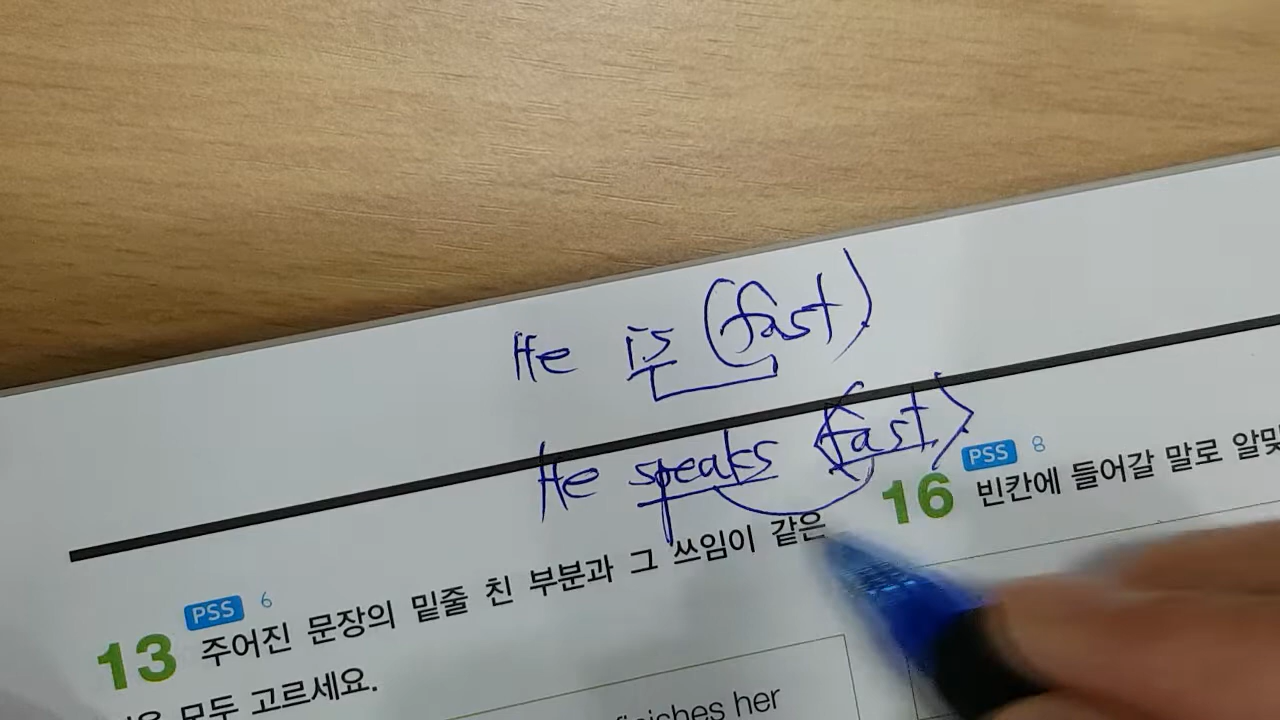 He is (fast)
He speaks <fast>
PSS 6
13 주어진 문장의 밑줄 친 부분과 그 쓰임이 같은
모두 고르세요.
finishes her
PSS 8
16 빈칸에 들어갈 말로